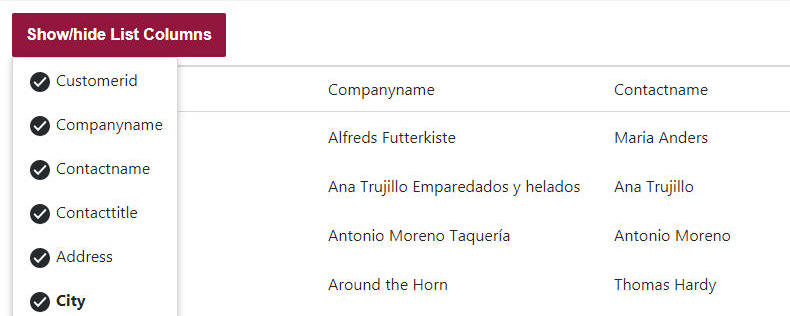 Show/hide List Columns
Customerid
Companyname
Contactname
Contacttitle
Address
City
Companyname Contactname
Alfreds Futterkiste Maria Anders
Ana Trujillo Emparedados y helados Ana Trujillo
Antonio Moreno Taquería Antonio Moreno
Around the Horn Thomas Hardy